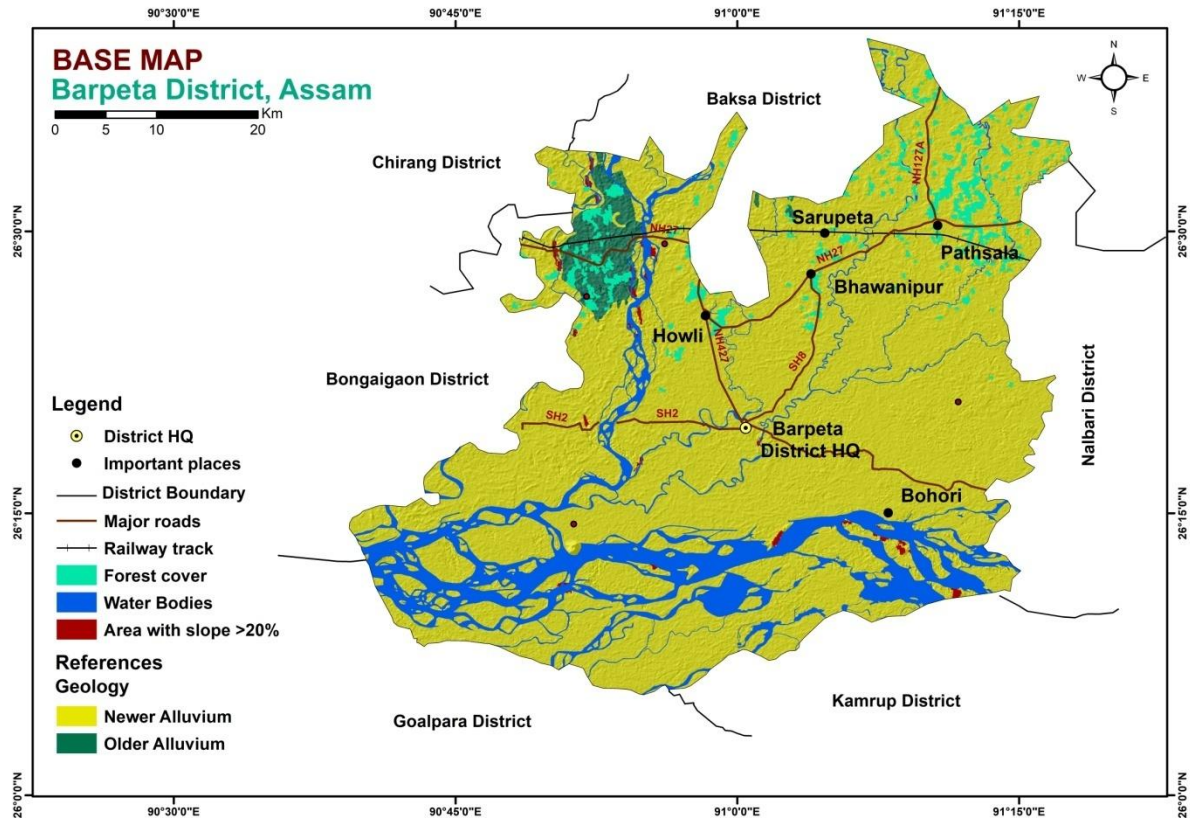 90°30'0"E 90°45'0"E 91°0'0"E 91°15'0"E
BASE MAP
Barpeta District, Assam
Km
0 5 10 20
N
W E
S
Baksa District
Chirang District
NH127A
26°30'0"N
Sarupeta
26°30'0"N
NH27
Pathsala
NH27
Bhawanipur
Howli
NH427
SH8
Bongaigaon District
Nalbari District
SH2 SH2
Barpeta
District HQ
Bohori
26°15'0"N
26°15'0"N
Legend
District HQ
Important places
District Boundary
Major roads
Railway track
Forest cover
Water Bodies
Area with slope >20%
References
Geology
Newer Alluvium
Older Alluvium
Goalpara District
Kamrup District
26°0'0"N
26°0'0"N
90°30'0"E 90°45'0"E 91°0'0"E 91°15'0"E